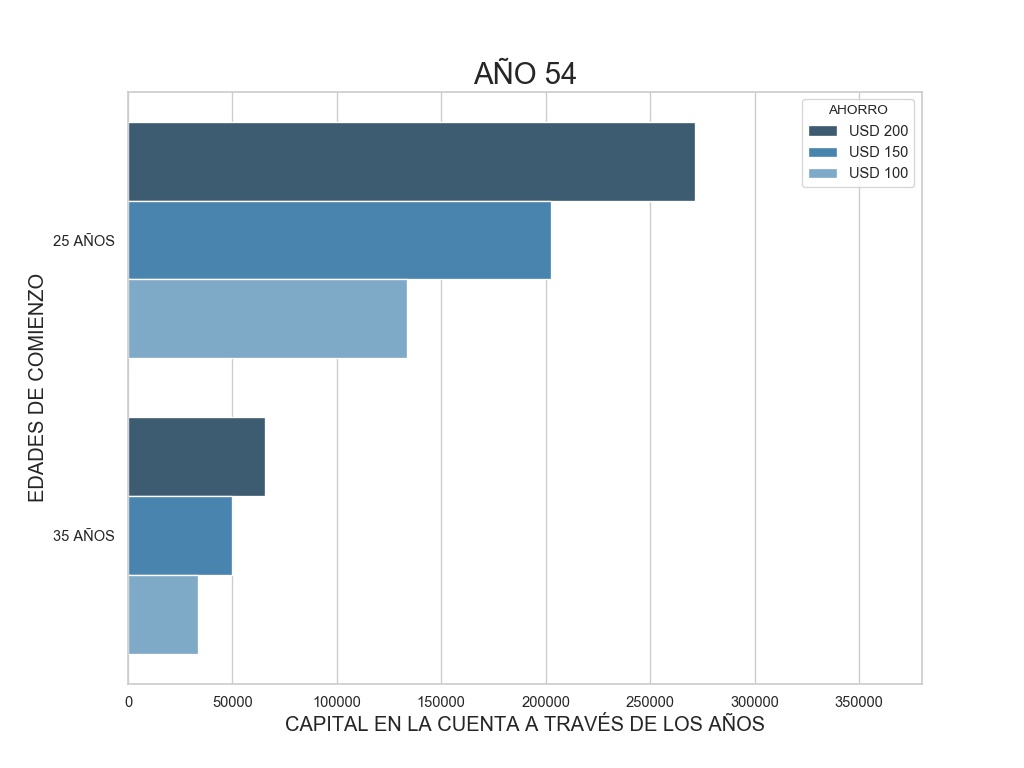 AÑO 54
AHORRO
USD 200
USD 150
USD 100
EDADES DE COMIENZO
25 AÑOS
35 AÑOS
0 50000 100000 150000 200000 250000 300000 350000
CAPITAL EN LA CUENTA A TRAVÉS DE LOS AÑOS